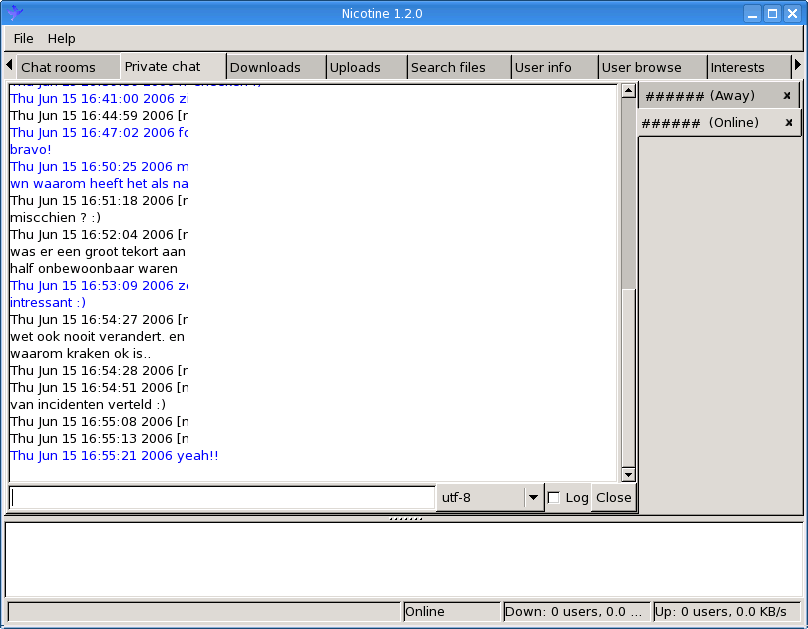 Nicotine 1.2.0
File Help
Chat rooms Private chat Downloads Uploads Search files User info User browse Interests
Thu Jun 15 16:41:00 2006
Thu Jun 15 16:44:59 2006
Thu Jun 15 16:47:02 2006
bravo!
Thu Jun 15 16:50:25 2006
wn waarom heeft het als na
Thu Jun 15 16:51:18 2006
miscchien ? :)
Thu Jun 15 16:52:04 2006
was er een groot tekort aan
half onbewoonbaar waren
Thu Jun 15 16:53:09 2006
intressant :)
Thu Jun 15 16:54:27 2006
wet ook nooit verandert. en
waarom kraken ok is..
Thu Jun 15 16:54:28 2006
Thu Jun 15 16:54:51 2006
van incidenten verteld :)
Thu Jun 15 16:55:08 2006
Thu Jun 15 16:55:13 2006
Thu Jun 15 16:55:21 2006 yeah!!
###### (Away)
###### (Online)
utf-8 Log Close
Online Down: 0 users, 0.0 ... Up: 0 users, 0.0 KB/s